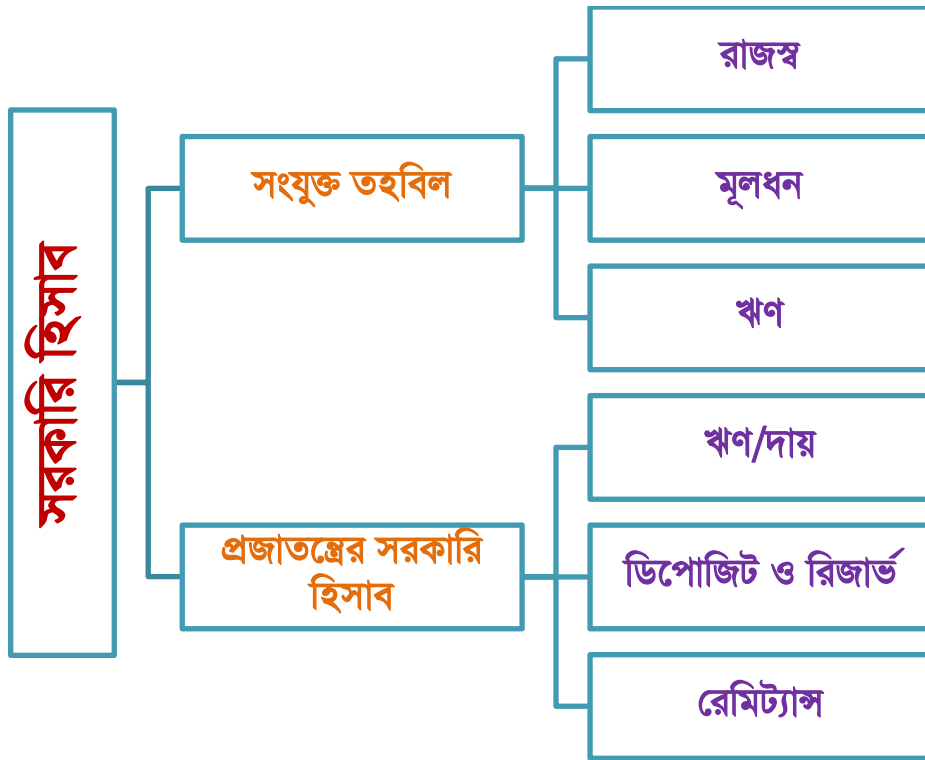 সরকারি হিসাব
সংযুক্ত তহবিল
রাজস্ব
মূলধন
ঋণ
প্রজাতন্ত্রের সরকারি
হিসাব
ঋণ/দায়
ডিপোজিট ও রিজার্ভ
রেমিট্যান্স